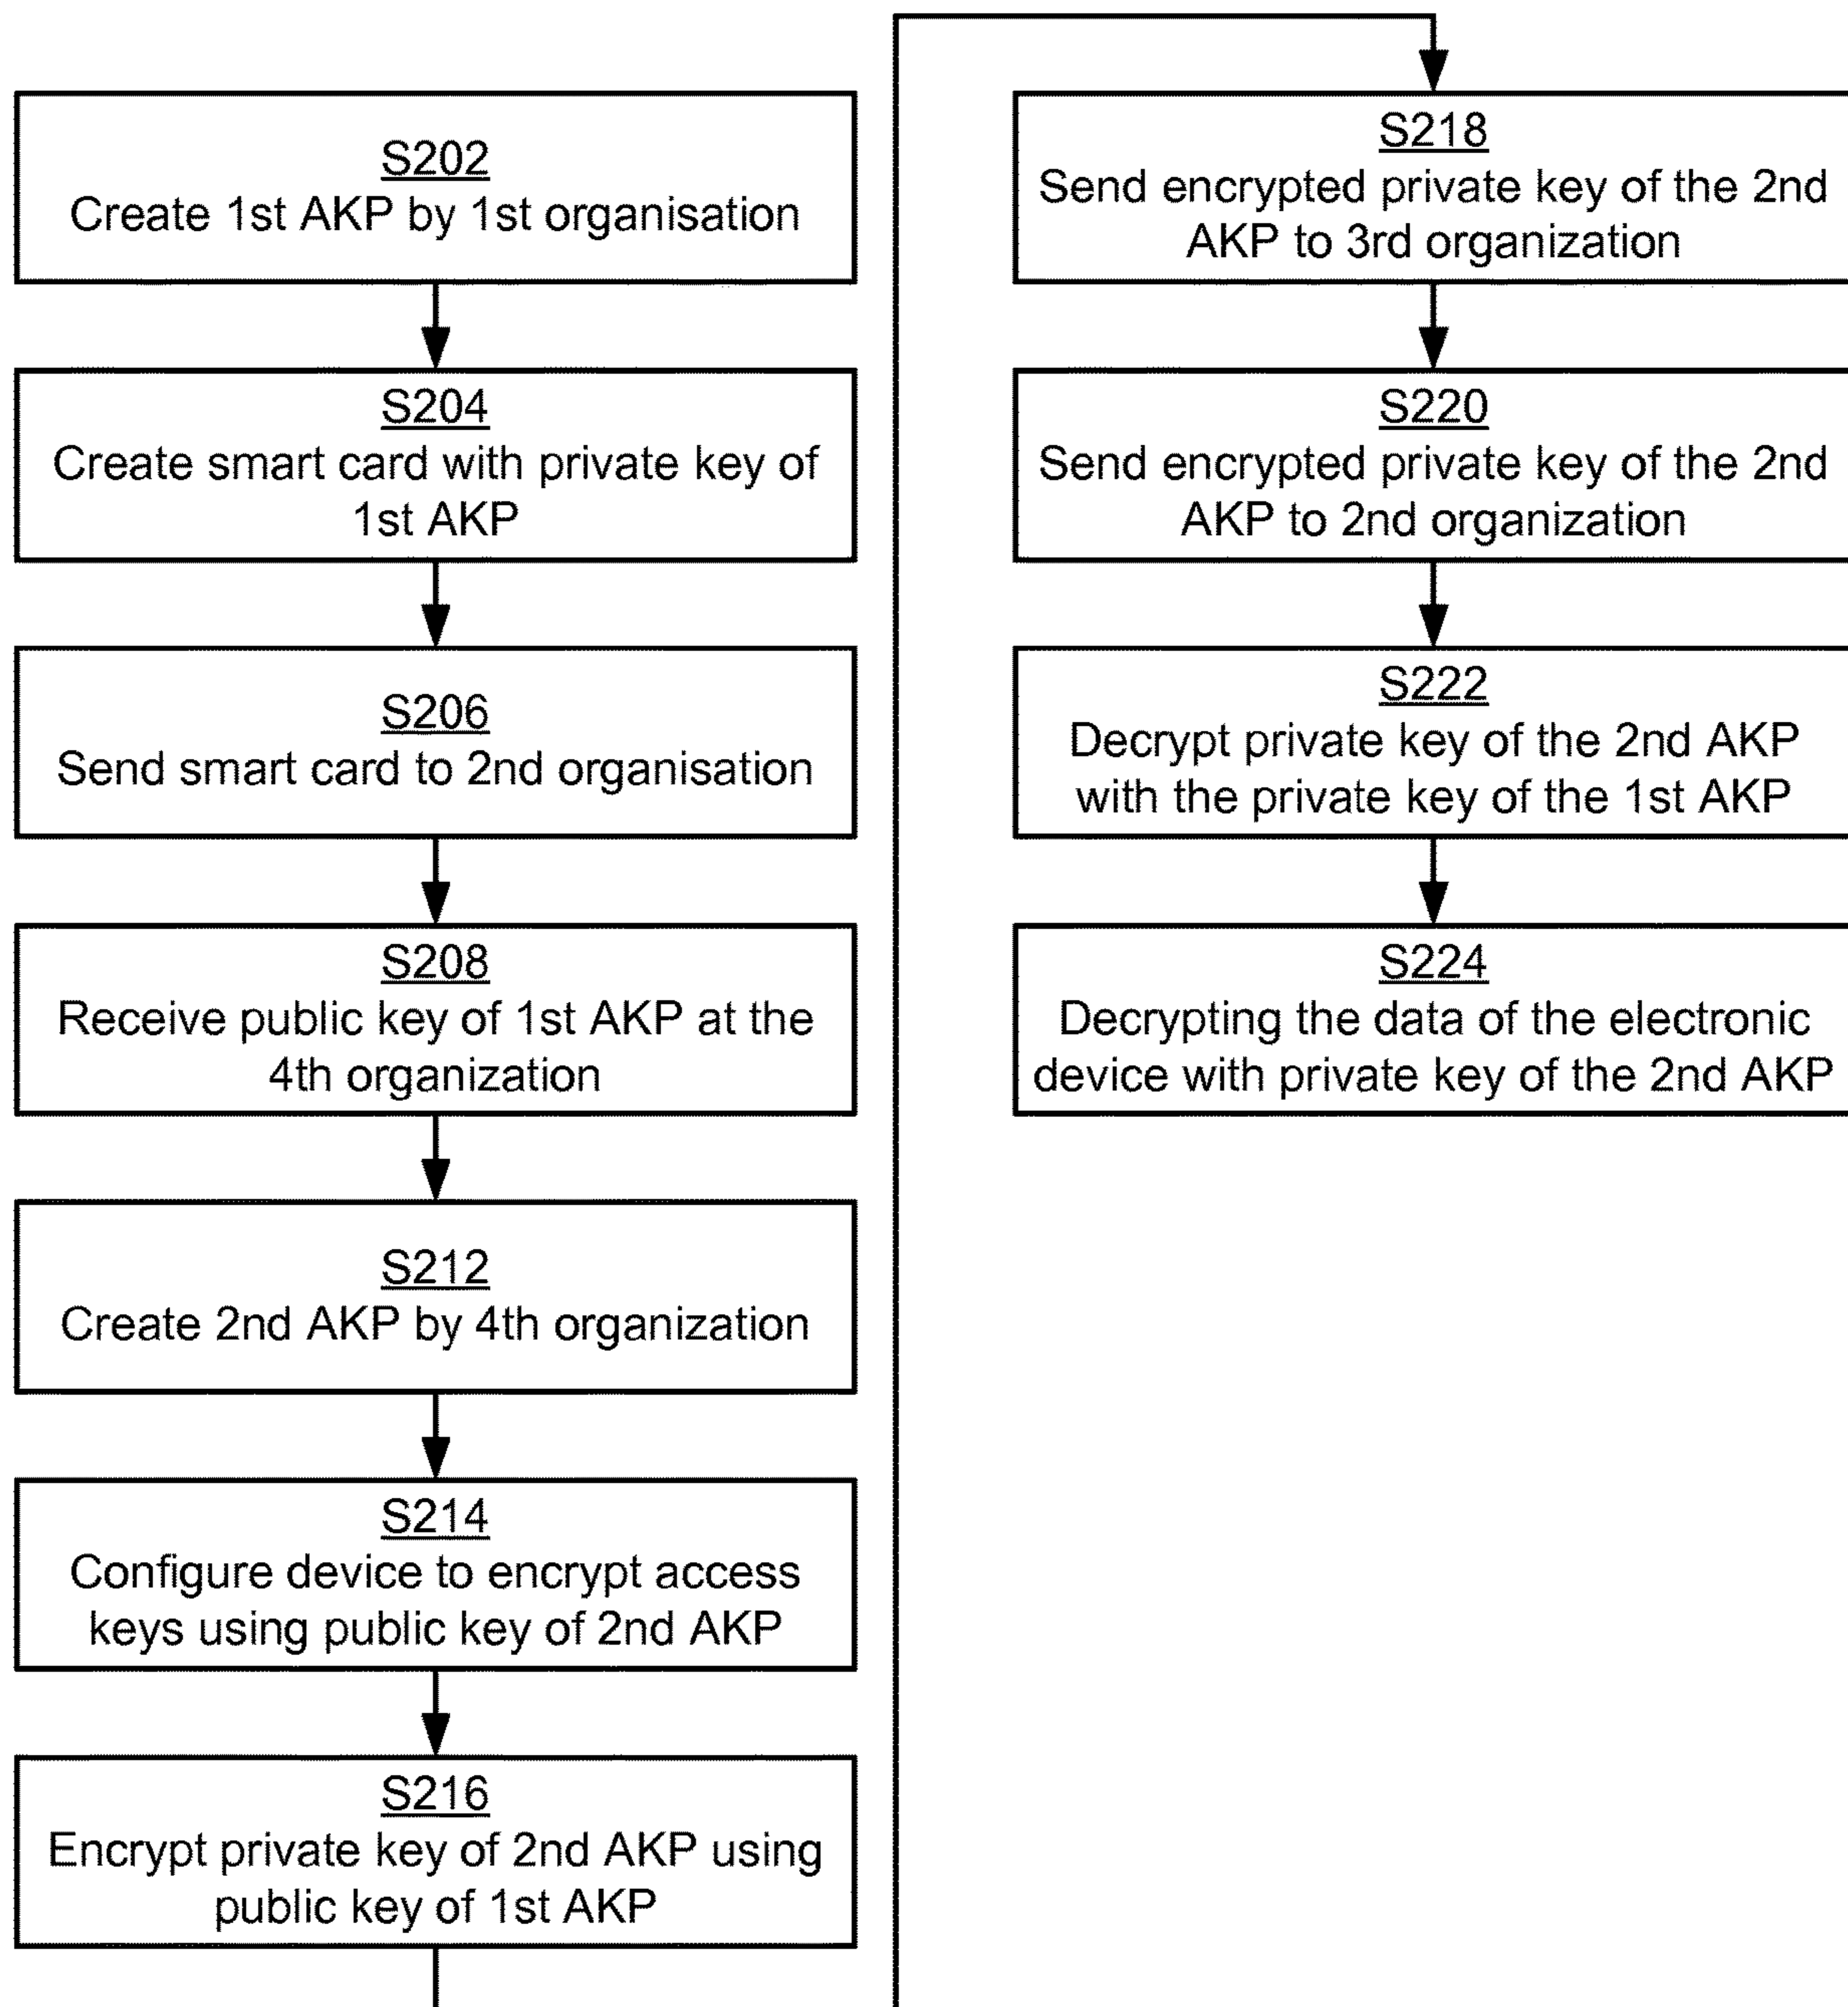 S202
Create 1st AKP by 1st organisation
S204
Create smart card with private key of
1st AKP
S206
Send smart card to 2nd organisation
S208
Receive public key of 1st AKP at the
4th organization
S212
Create 2nd AKP by 4th organization
S214
Configure device to encrypt access
keys using public key of 2nd AKP
S216
Encrypt private key of 2nd AKP using
public key of 1st AKP
S218
Send encrypted private key of the 2nd
AKP to 3rd organization
S220
Send encrypted private key of the 2nd
AKP to 2nd organization
S222
Decrypt private key of the 2nd AKP
with the private key of the 1st AKP
S224
Decrypting the data of the electronic
device with private key of the 2nd AKP